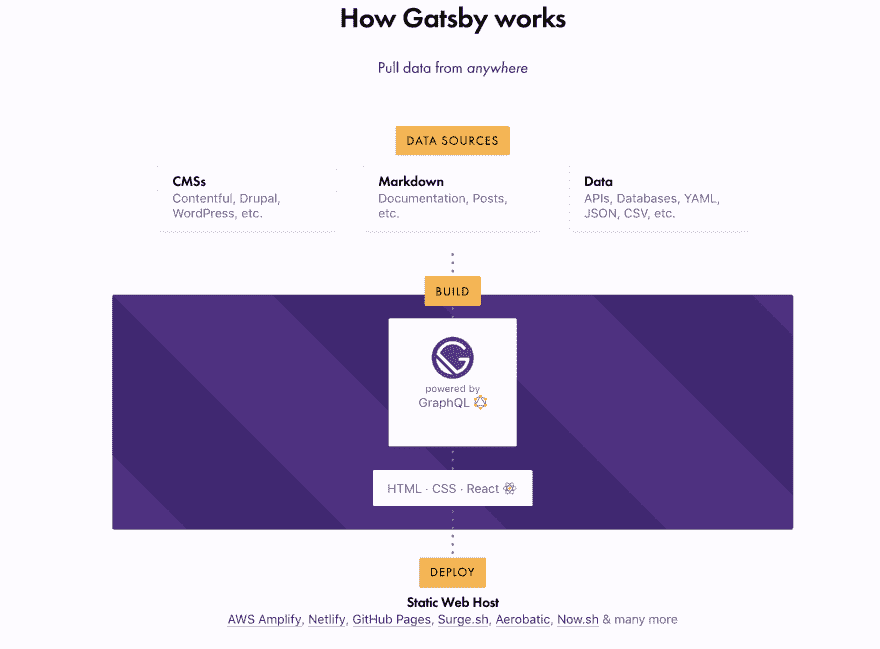 How Gatsby works
Pull data from anywhere
DATA SOURCES
CMSs
Contentful, Drupal,
WordPress, etc.
Markdown
Documentation, Posts,
etc.
Data
APIs, Databases, YAML,
JSON, CSV, etc.
BUILD
powered by
GraphQL
HTML · CSS · React
DEPLOY
Static Web Host
AWS Amplify, Netlify, GitHub Pages, Surge.sh, Aerobatic, Now.sh & many more